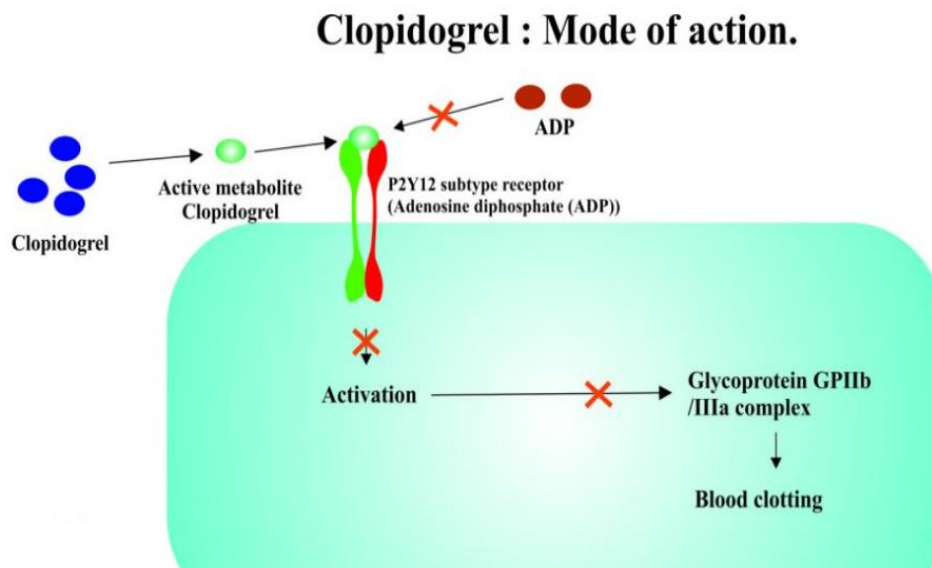 Clopidogrel : Mode of action.
ADP
Active metabolite
Clopidogrel
Clopidogrel
P2Y12 subtype receptor
(Adenosine diphosphate (ADP))
Activation
Glycoprotein GPIIb
/IIIa complex
Blood clotting